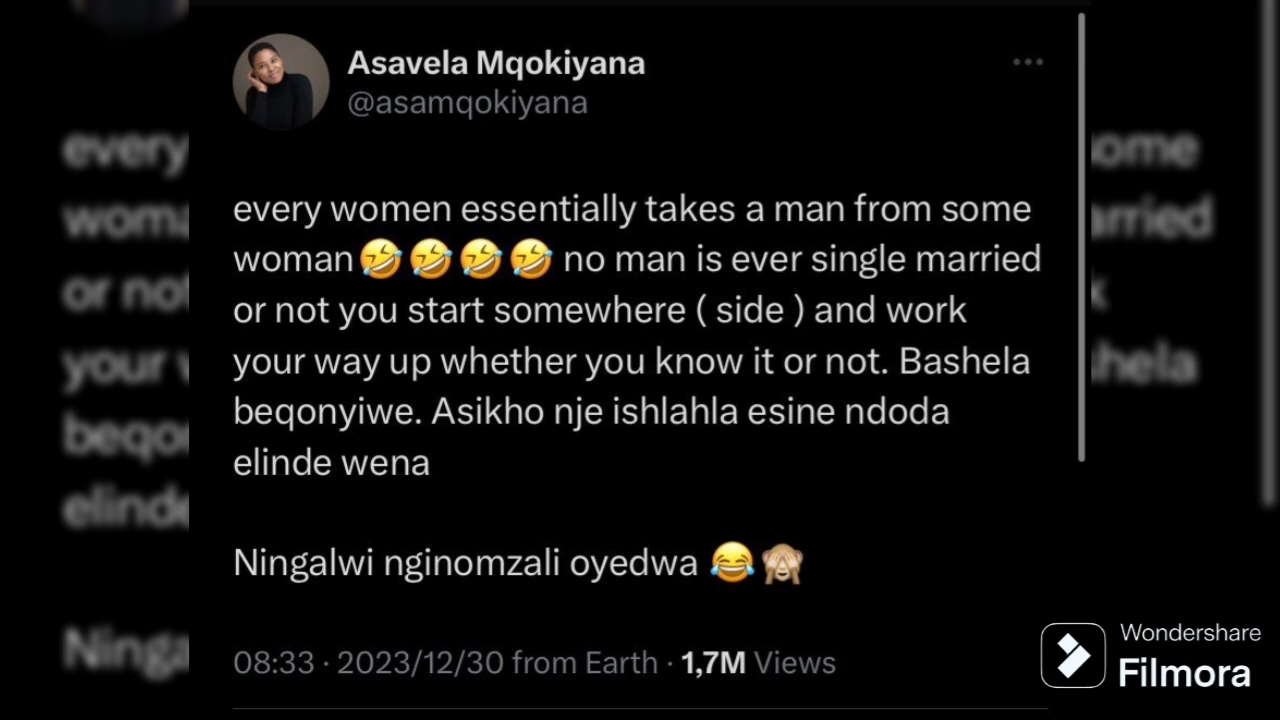 Asavela Mqokiyana
@asamqokiyana
every women essentially takes a man from some
woman🤣🤣🤣🤣 no man is ever single married
or not you start somewhere ( side ) and work
your way up whether you know it or not. Bashela
beqonyiwe. Asikho nje ishlahla esine ndoda
elinde wena
Ningalwi nginomzali oyedwa 😂🙈
08:33 · 2023/12/30 from Earth · 1,7M Views
Wondershare
Filmora